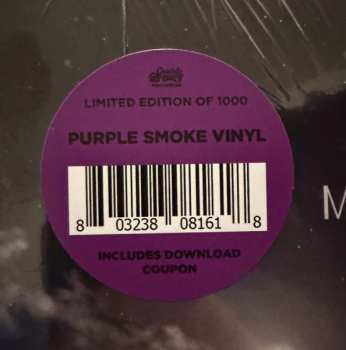 LIMITED EDITION OF 1000
PURPLE SMOKE VINYL
8 03238 08161 8
M
INCLUDES DOWNLOAD
COUPON